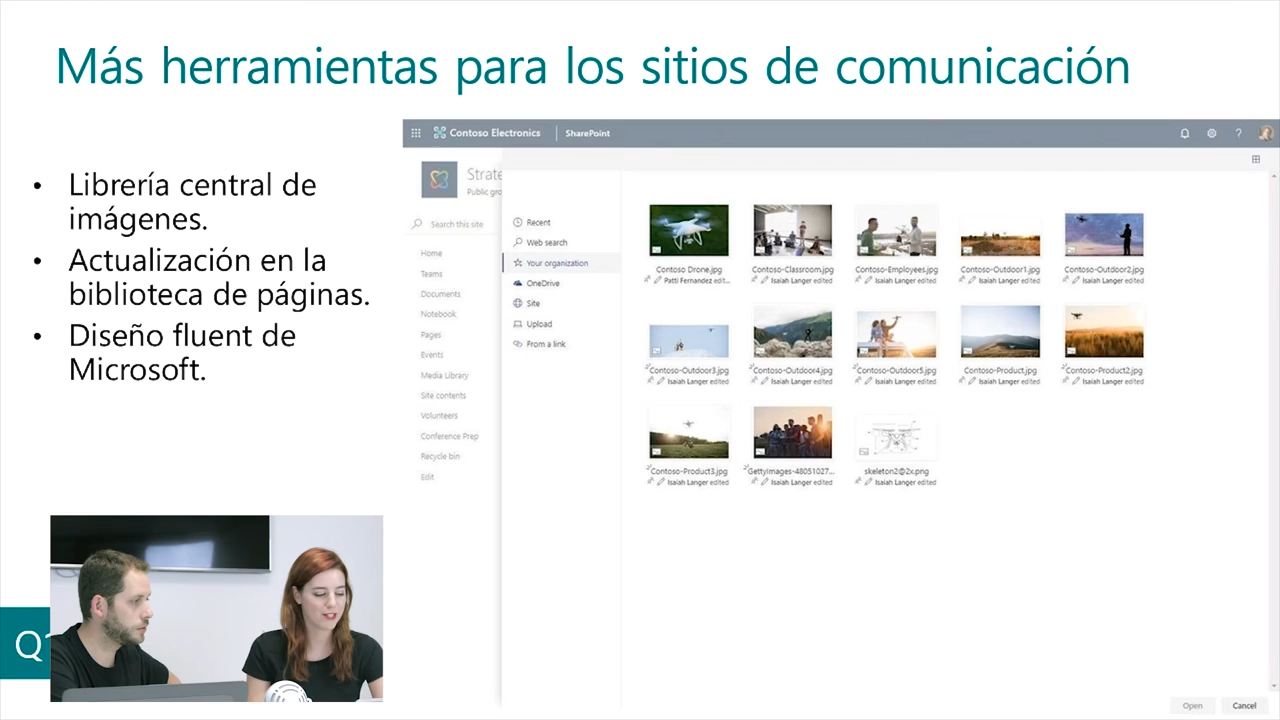 Más herramientas para los sitios de comunicación
• Librería central de
imágenes.
• Actualización en la
biblioteca de páginas.
• Diseño fluent de
Microsoft.
Contoso Electronics | SharePoint
?
Strate
Public gro
Search this site
Home
Teams
Documents
Notebook
Pages
Events
Media Library
Site contents
Volunteers
Conference Prep
Recycle bin
Edit
Recent
Web search
Your organization
OneDrive
Site
Upload
From a link
Contoso Drone.jpg
Patti Fernandez edit...
Contoso-Classroom.jpg
Isaiah Langer edited
Contoso-Employees.jpg
Isaiah Langer edited
Contoso-Outdoor1.jpg
Isaiah Langer edited
Contoso-Outdoor2.jpg
Isaiah Langer edited
Contoso-Outdoor3.jpg
Isaiah Langer edited
Contoso-Outdoor4.jpg
Isaiah Langer edited
Contoso-Outdoor5.jpg
Isaiah Langer edited
Contoso-Product.jpg
Isaiah Langer edited
Contoso-Product2.jpg
Isaiah Langer edited
Contoso-Product3.jpg
Isaiah Langer edited
GettyImages-48051027...
Isaiah Langer edited
skeleton2@2x.png
Isaiah Langer edited
Open
Cancel